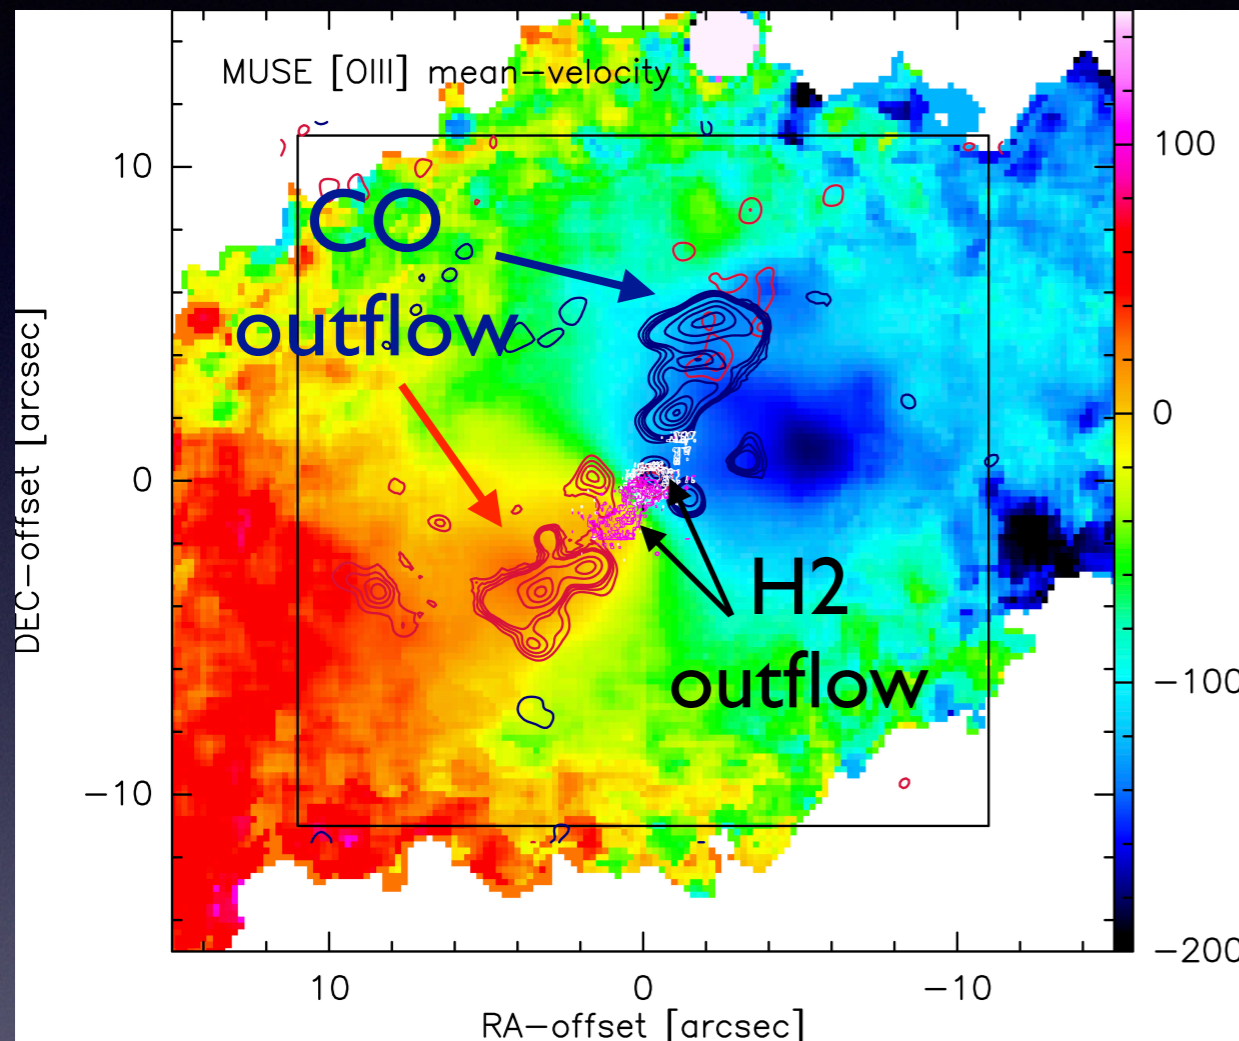 MUSE [OIII] mean−velocity
CO
outflow
H2
outflow
10
0
−10
10
0
−10
100
0
−100
−200
RA−offset [arcsec]
DEC−offset [arcsec]